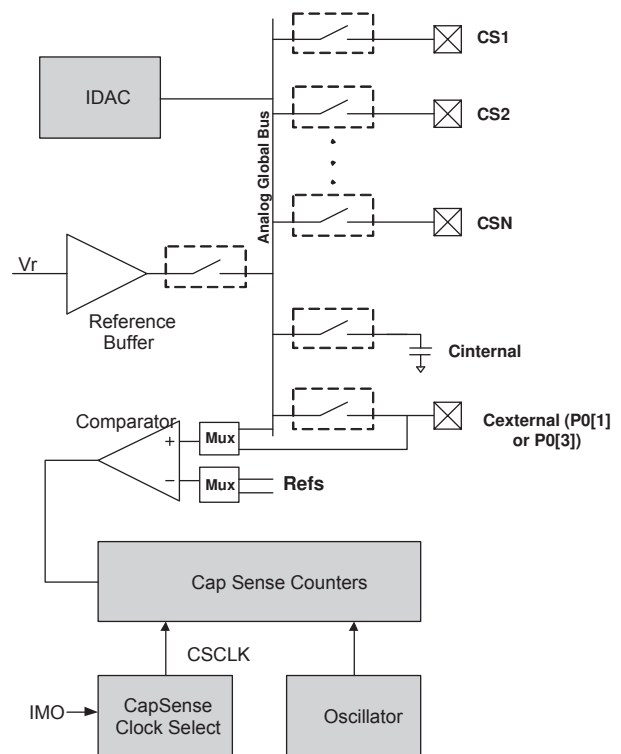 CS1
IDAC
CS2
Analog Global Bus
CSN
Vr
Reference
Buffer
Cinternal
Comparator
Mux
Cexternal (P0[1]
or P0[3])
+
−
Mux
Refs
Cap Sense Counters
CSCLK
IMO
CapSense
Clock Select
Oscillator